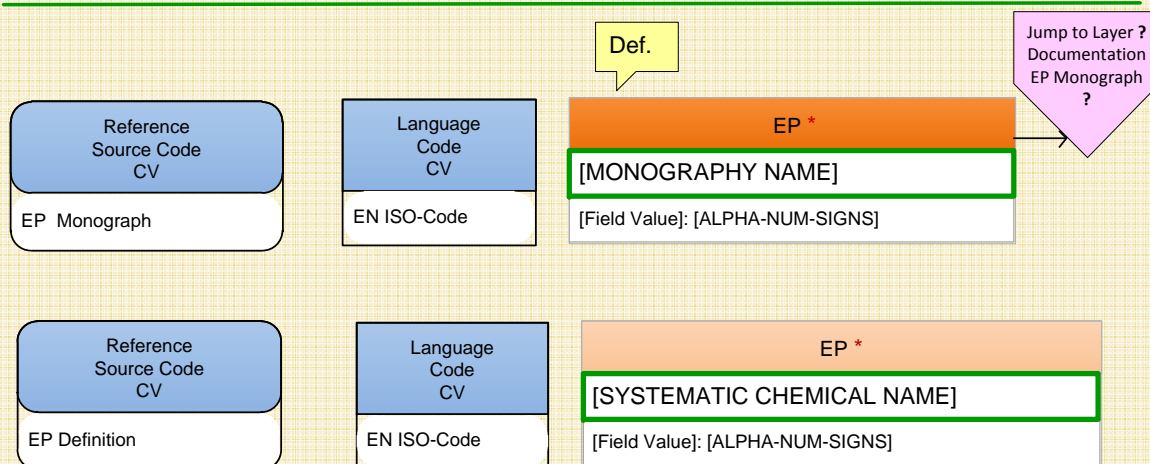 Def.
Jump to Layer ?
Documentation
EP Monograph
?
Reference
Source Code
CV
EP Monograph
Language
Code
CV
EN ISO-Code
EP *
[MONOGRAPHY NAME]
[Field Value]: [ALPHA-NUM-SIGNS]
Reference
Source Code
CV
EP Definition
Language
Code
CV
EN ISO-Code
EP *
[SYSTEMATIC CHEMICAL NAME]
[Field Value]: [ALPHA-NUM-SIGNS]